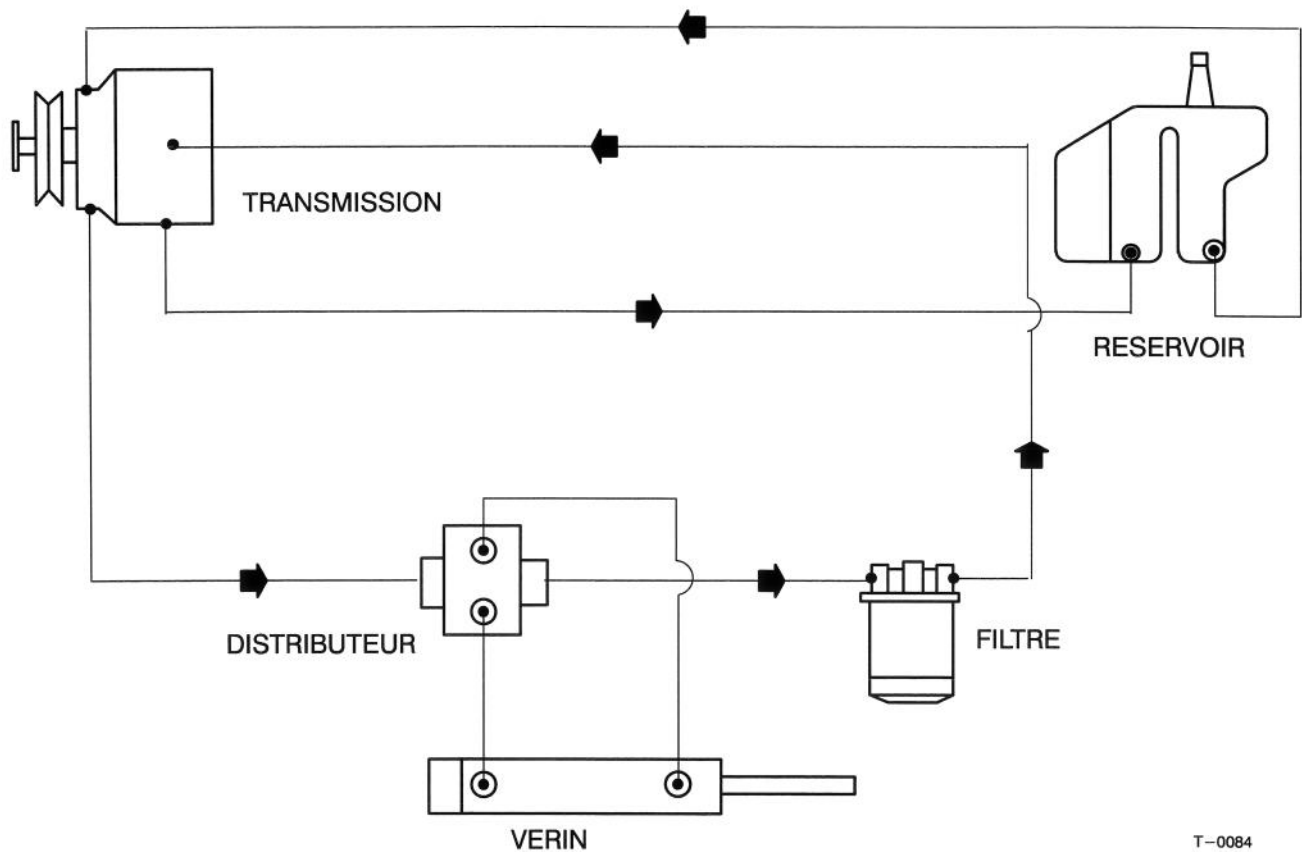 TRANSMISSION
RESERVOIR
DISTRIBUTEUR
FILTRE
VERIN
T-0084